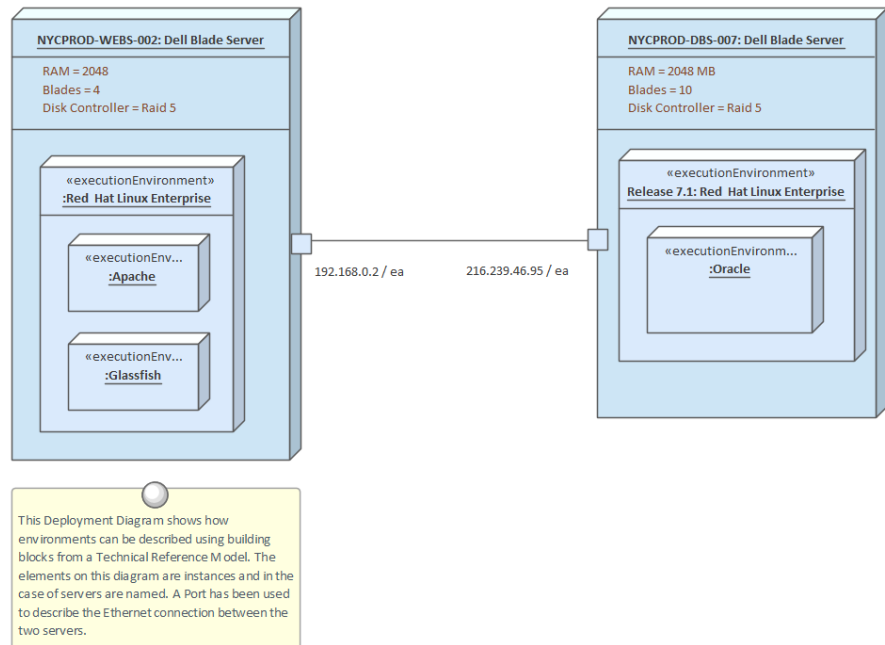 NYCPROD-WEBS-002: Dell Blade Server
RAM = 2048
Blades = 4
Disk Controller = Raid 5
«executionEnvironment»
:Red Hat Linux Enterprise
«executionEnv...
:Apache
«executionEnv...
:Glassfish
192.168.0.2 / ea
216.239.46.95 / ea
NYCPROD-DBS-007: Dell Blade Server
RAM = 2048 MB
Blades = 10
Disk Controller = Raid 5
«executionEnvironment»
Release 7.1: Red Hat Linux Enterprise
«executionEnvironm...
:Oracle
This Deployment Diagram shows how
environments can be described using building
blocks from a Technical Reference Model. The
elements on this diagram are instances and in the
case of servers are named. A Port has been used
to describe the Ethernet connection between the
two servers.